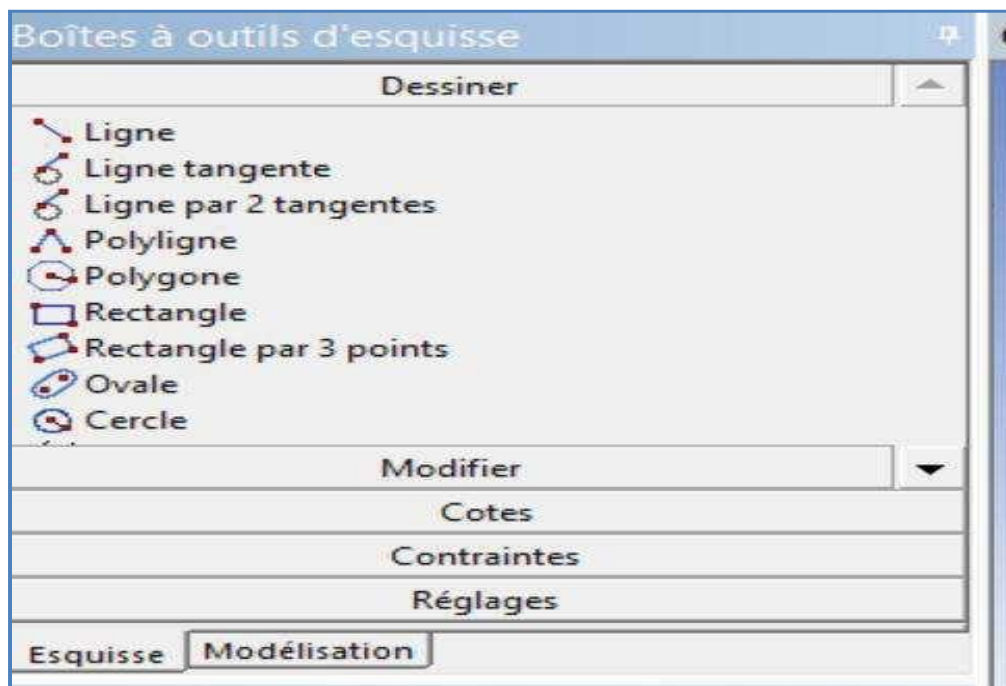 Boîtes à outils d'esquisse
Dessiner
Ligne
Ligne tangente
Ligne par 2 tangentes
Polyligne
Polygone
Rectangle
Rectangle par 3 points
Ovale
Cercle
Modifier
Cotes
Contraintes
Réglages
Esquisse Modélisation